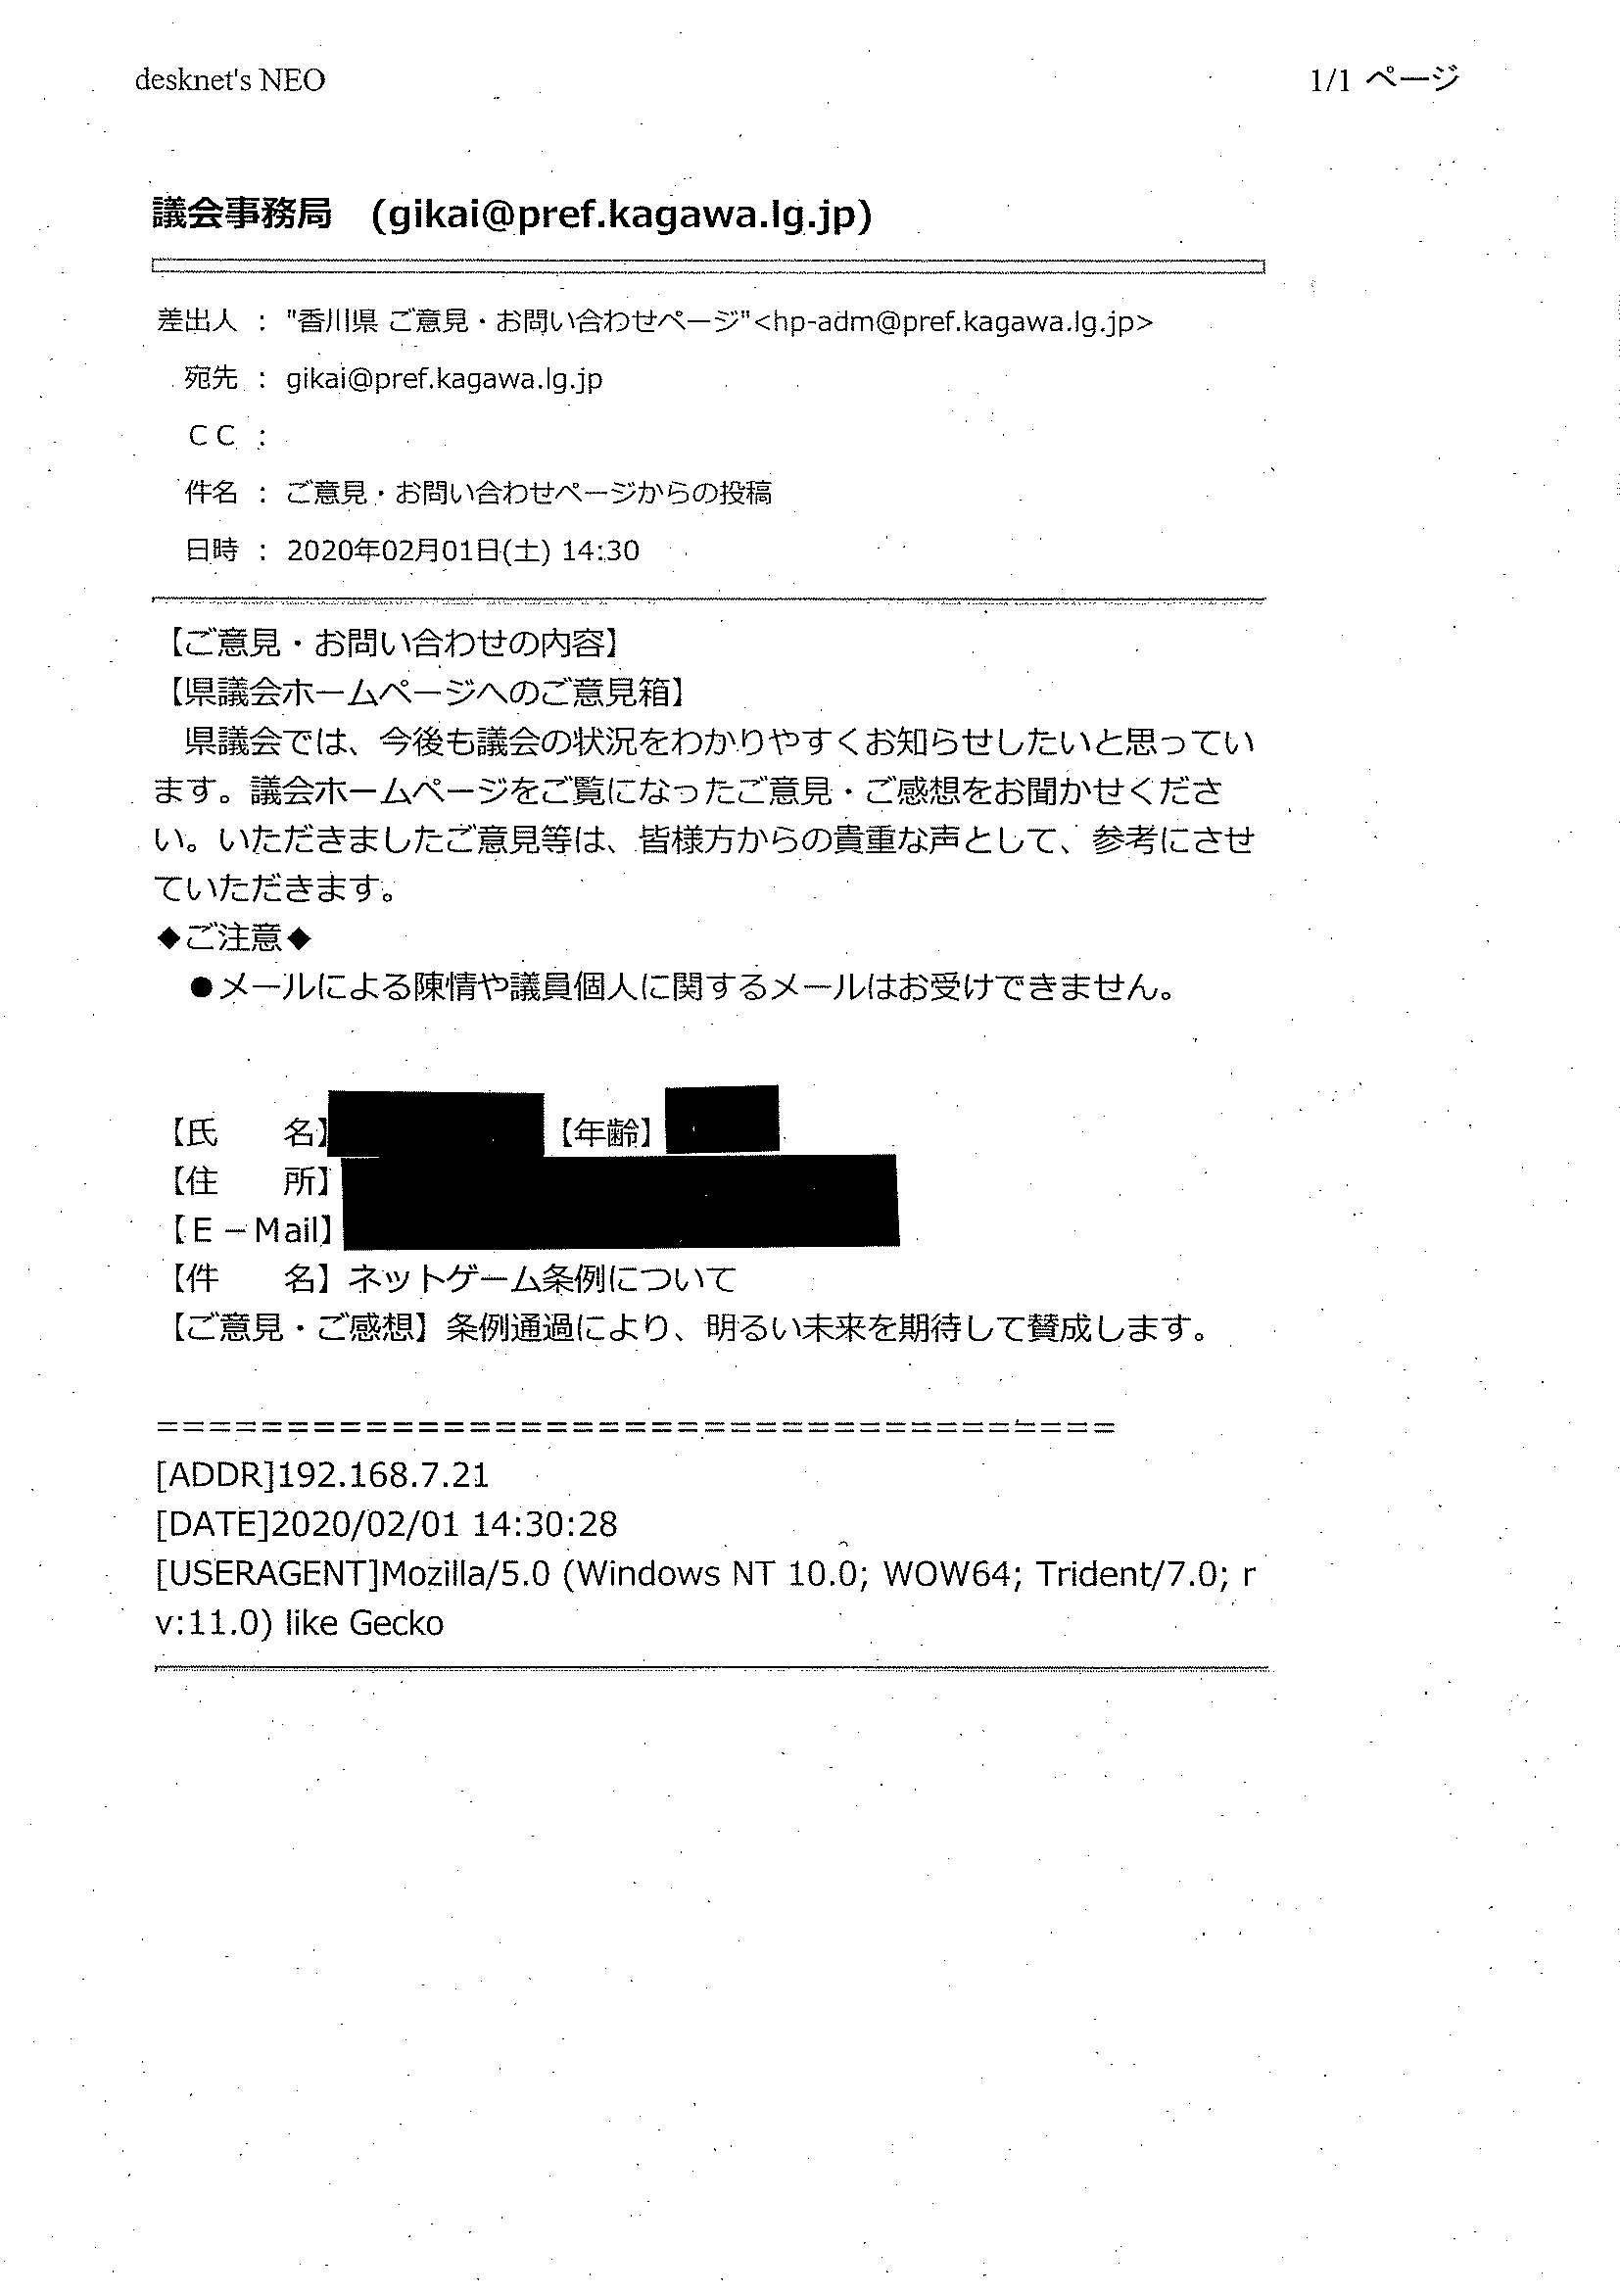 desknet's NEO
1/1 ページ
議会事務局　(gikai@pref.kagawa.lg.jp)
差出人 ： "香川県 ご意見・お問い合わせページ"<hp-adm@pref.kagawa.lg.jp>
宛先 ： gikai@pref.kagawa.lg.jp
ＣＣ ：
件名 ： ご意見・お問い合わせページからの投稿
日時 ： 2020年02月01日(土) 14:30
【ご意見・お問い合わせの内容】
【県議会ホームページへのご意見箱】
　県議会では、今後も議会の状況をわかりやすくお知らせしたいと思ってい
ます。議会ホームページをご覧になったご意見・ご感想をお聞かせくださ
い。いただきましたご意見等は、皆様方からの貴重な声として、参考にさせ
ていただきます。
◆ご注意◆
　●メールによる陳情や議員個人に関するメールはお受けできません。
【氏　　名】　【年齢】
【住　　所】
【Ｅ－Mail】
【件　　名】ネットゲーム条例について
【ご意見・ご感想】条例通過により、明るい未来を期待して賛成します。
=====================================
[ADDR]192.168.7.21
[DATE]2020/02/01 14:30:28
[USERAGENT]Mozilla/5.0 (Windows NT 10.0; WOW64; Trident/7.0; r
v:11.0) like Gecko